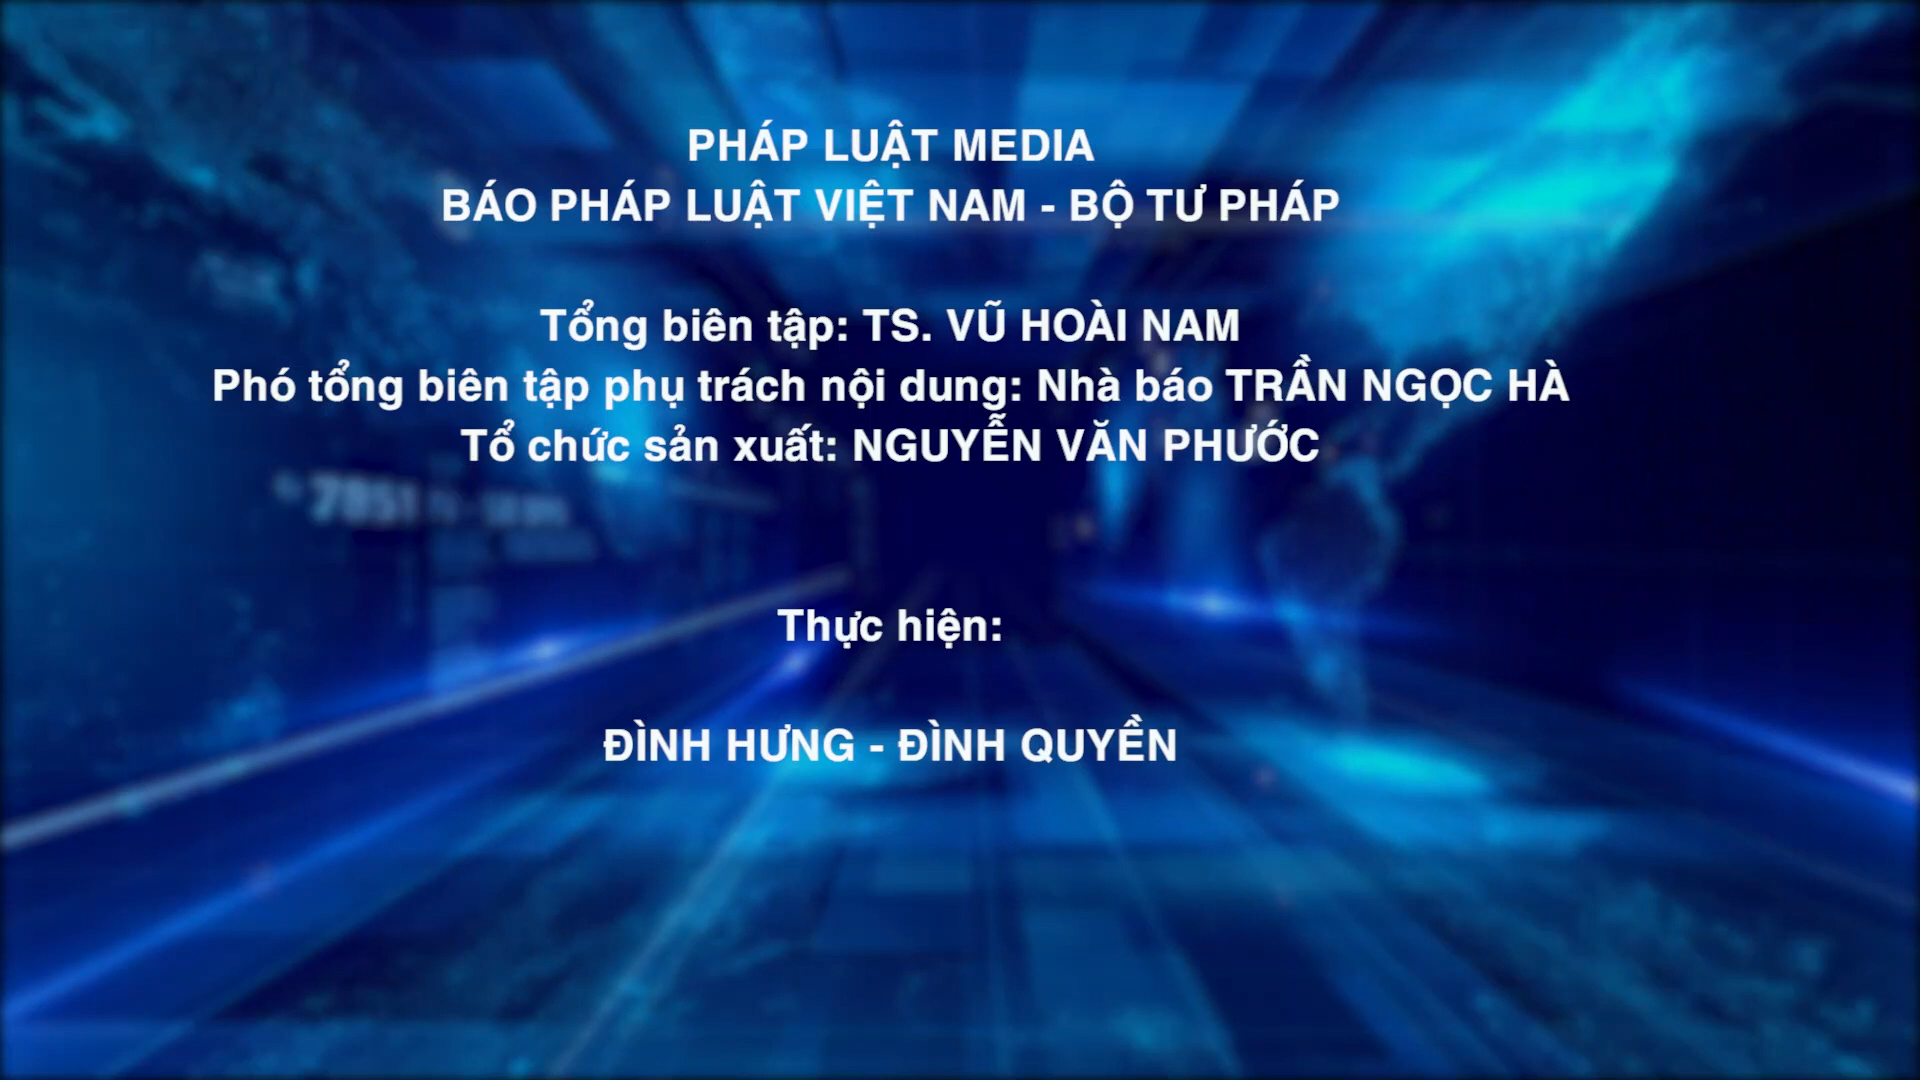 PHÁP LUẬT MEDIA
BÁO PHÁP LUẬT VIỆT NAM - BỘ TƯ PHÁP
Tổng biên tập: TS. VŨ HOÀI NAM
Phó tổng biên tập phụ trách nội dung: Nhà báo TRẦN NGỌC HÀ
Tổ chức sản xuất: NGUYỄN VĂN PHƯỚC
7851
Thực hiện:
ĐÌNH HƯNG - ĐÌNH QUYỀN